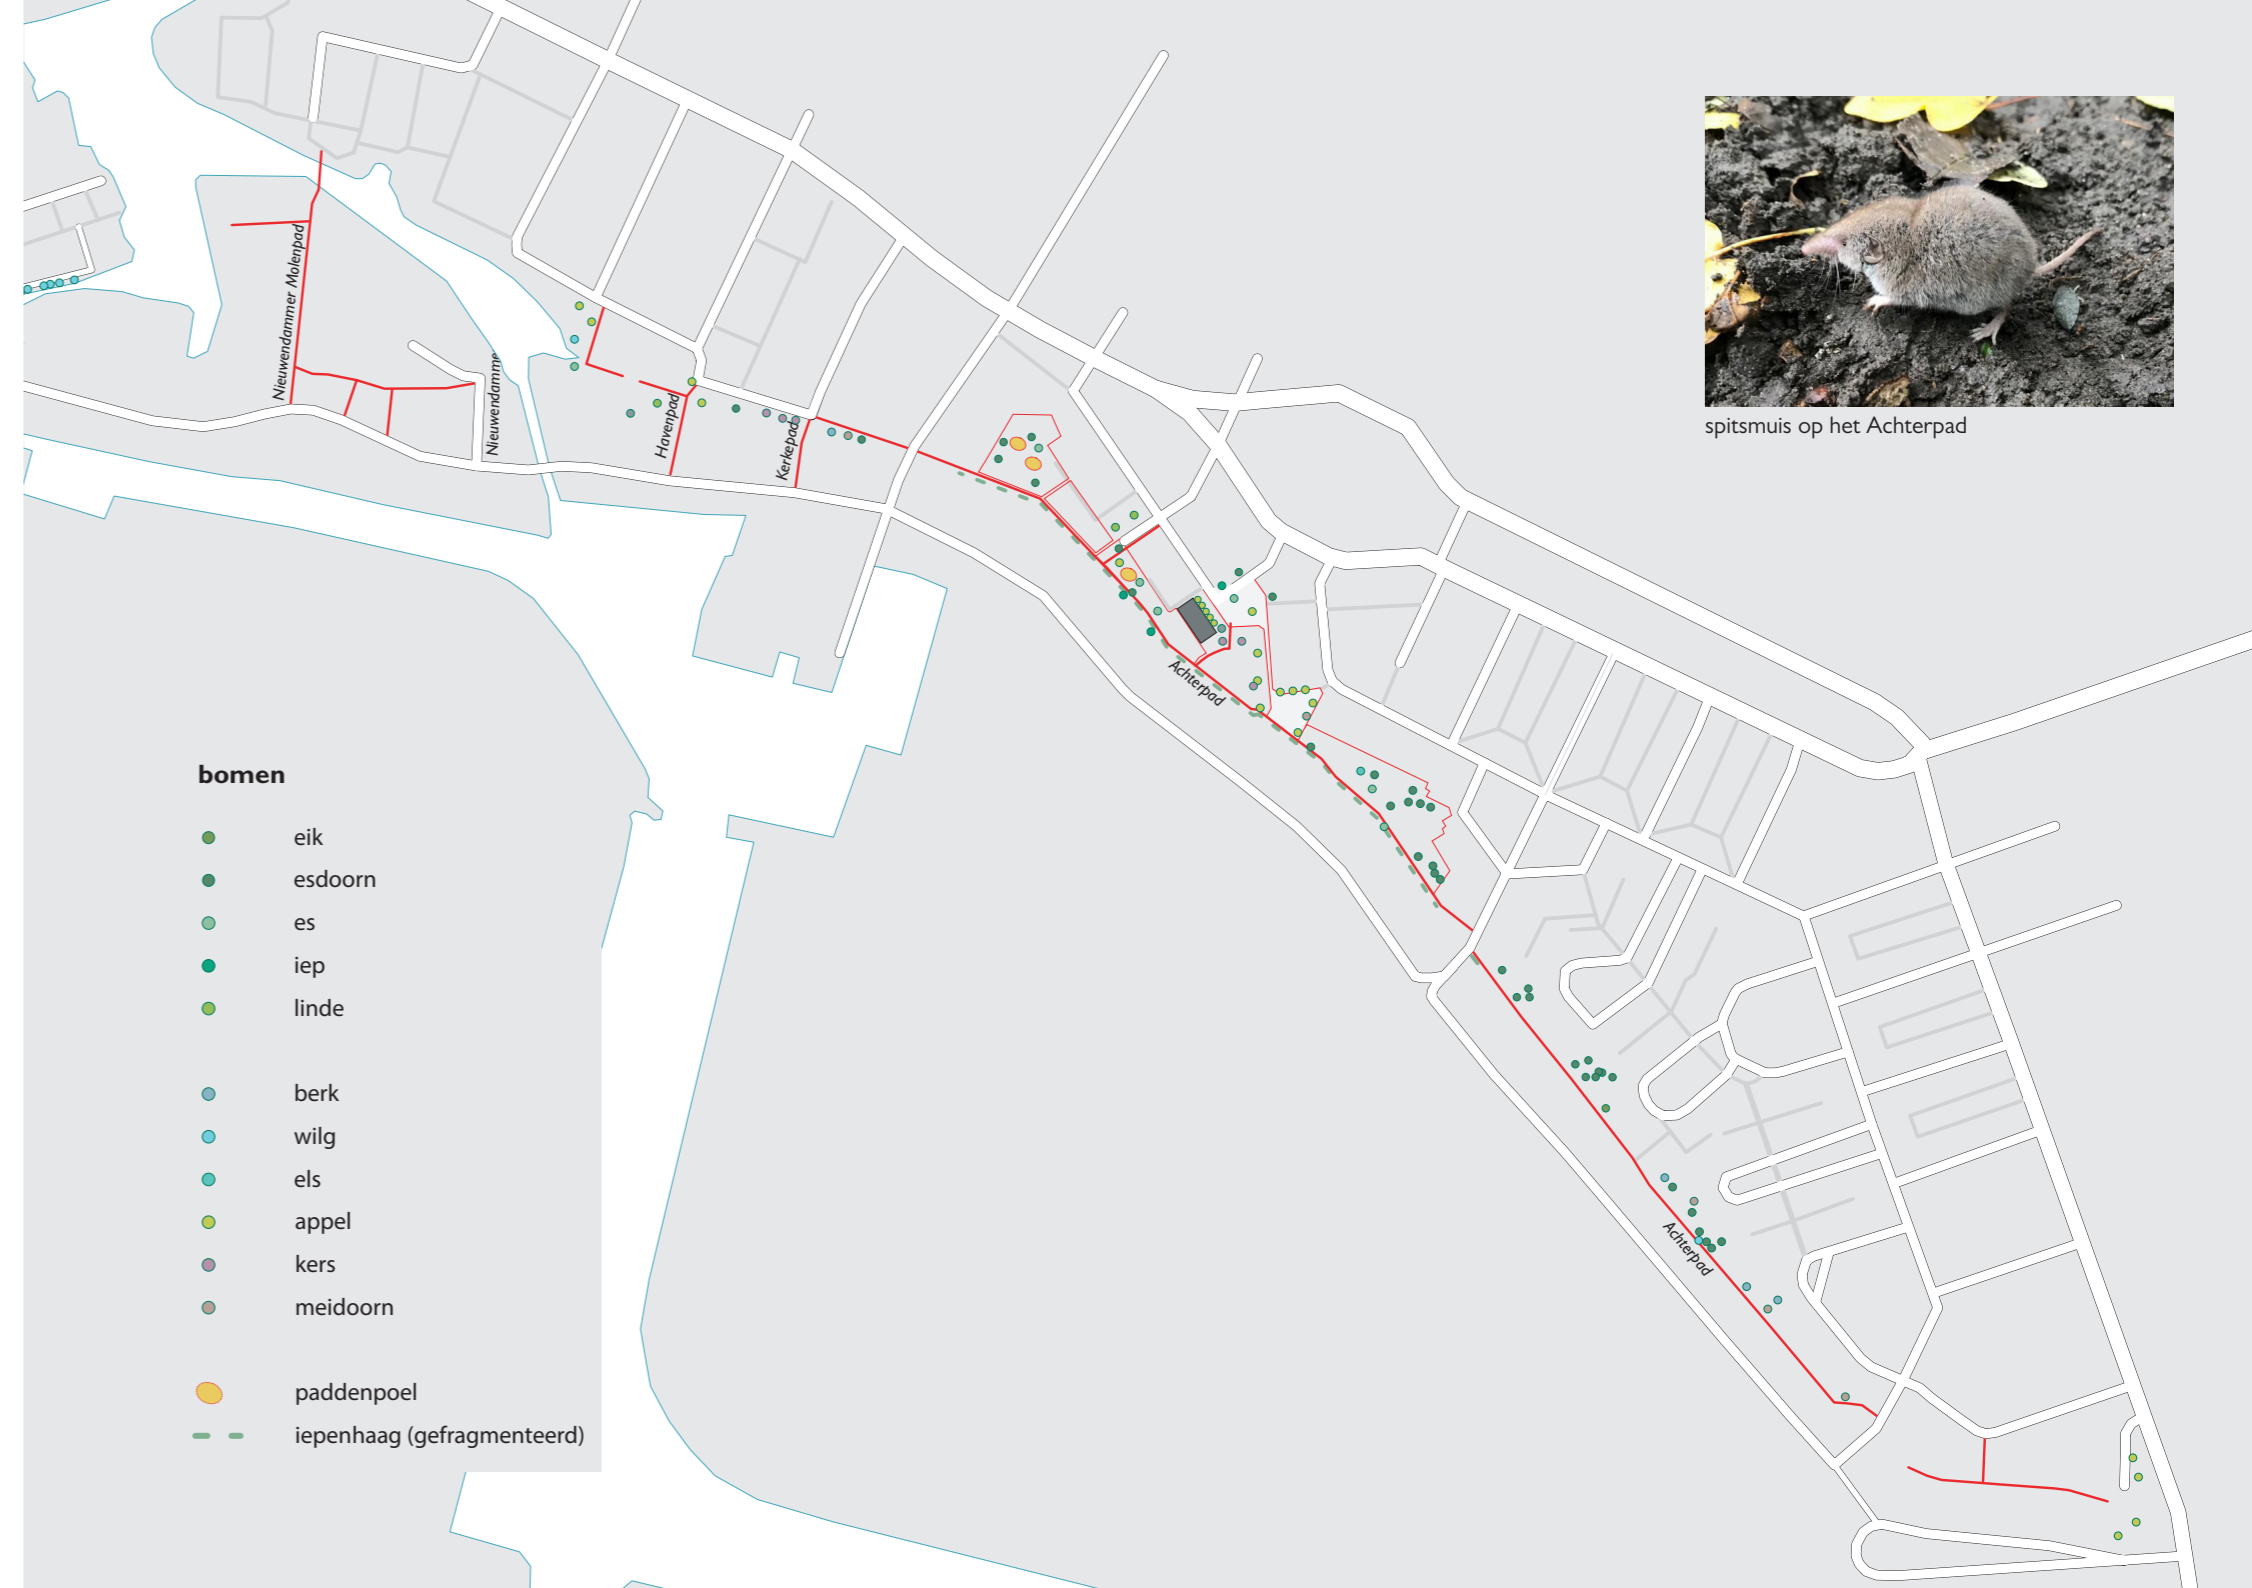 spitsmuis op het Achterpad
Nieuwendammer Molenpad
Nieuwendamme
Havenpad
Kerkepad
Achterpad
Achterpad
bomen
eik
esdoorn
es
iep
linde
berk
wilg
els
appel
kers
meidoorn
paddenpoel
iepenhaag (gefragmenteerd)